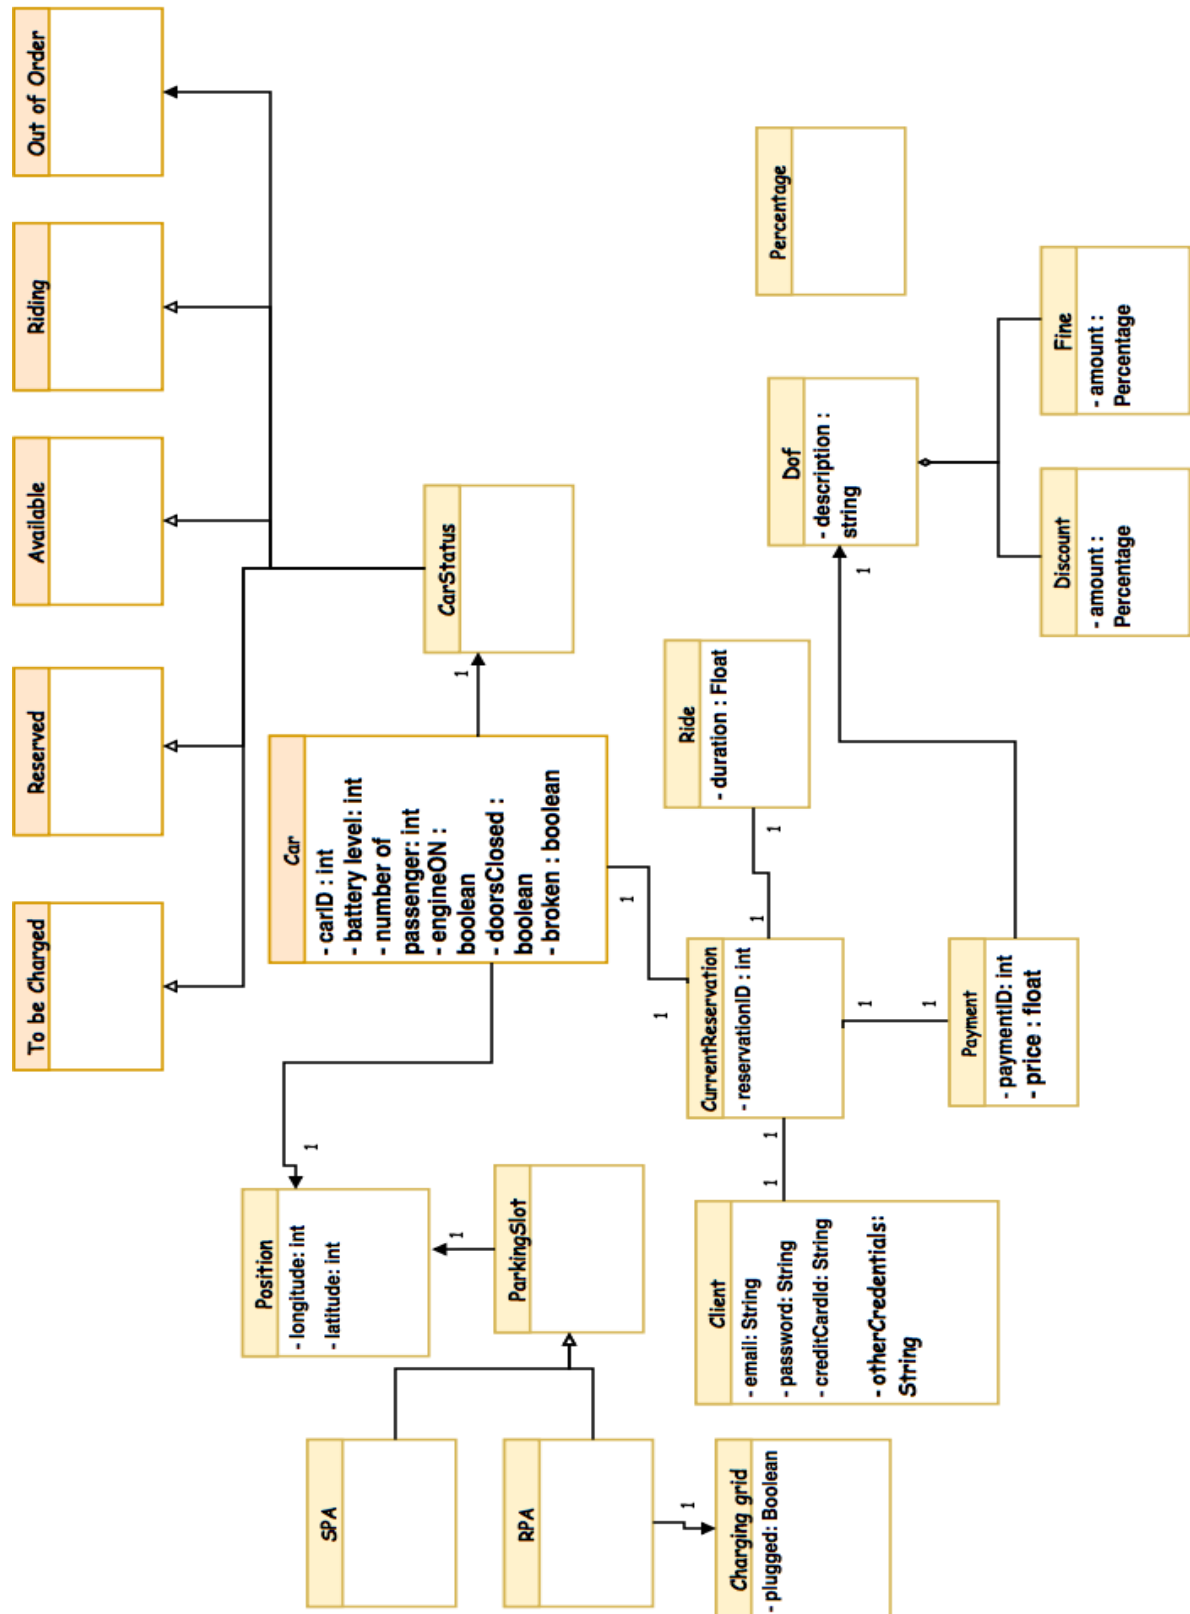 To be Charged
Reserved
Available
Riding
Out of Order
Position
- longitude: int
- latitude: int
1
Car
- carID : int
- battery level: int
- number of
passenger: int
- engineON :
boolean
- doorsClosed :
boolean
- broken : boolean
1
CarStatus
SPA
RPA
1
ParkingSlot
1
1
1
Charging grid
- plugged: Boolean
Client
- email: String
- password: String
- creditCardId: String
- otherCredentials:
String
1
1
CurrentReservation
- reservationID : int
1
1
Ride
- duration : Float
1
1
Payment
- paymentID: int
- price : float
1
Dof
- description :
string
Percentage
Discount
- amount :
Percentage
Fine
- amount :
Percentage